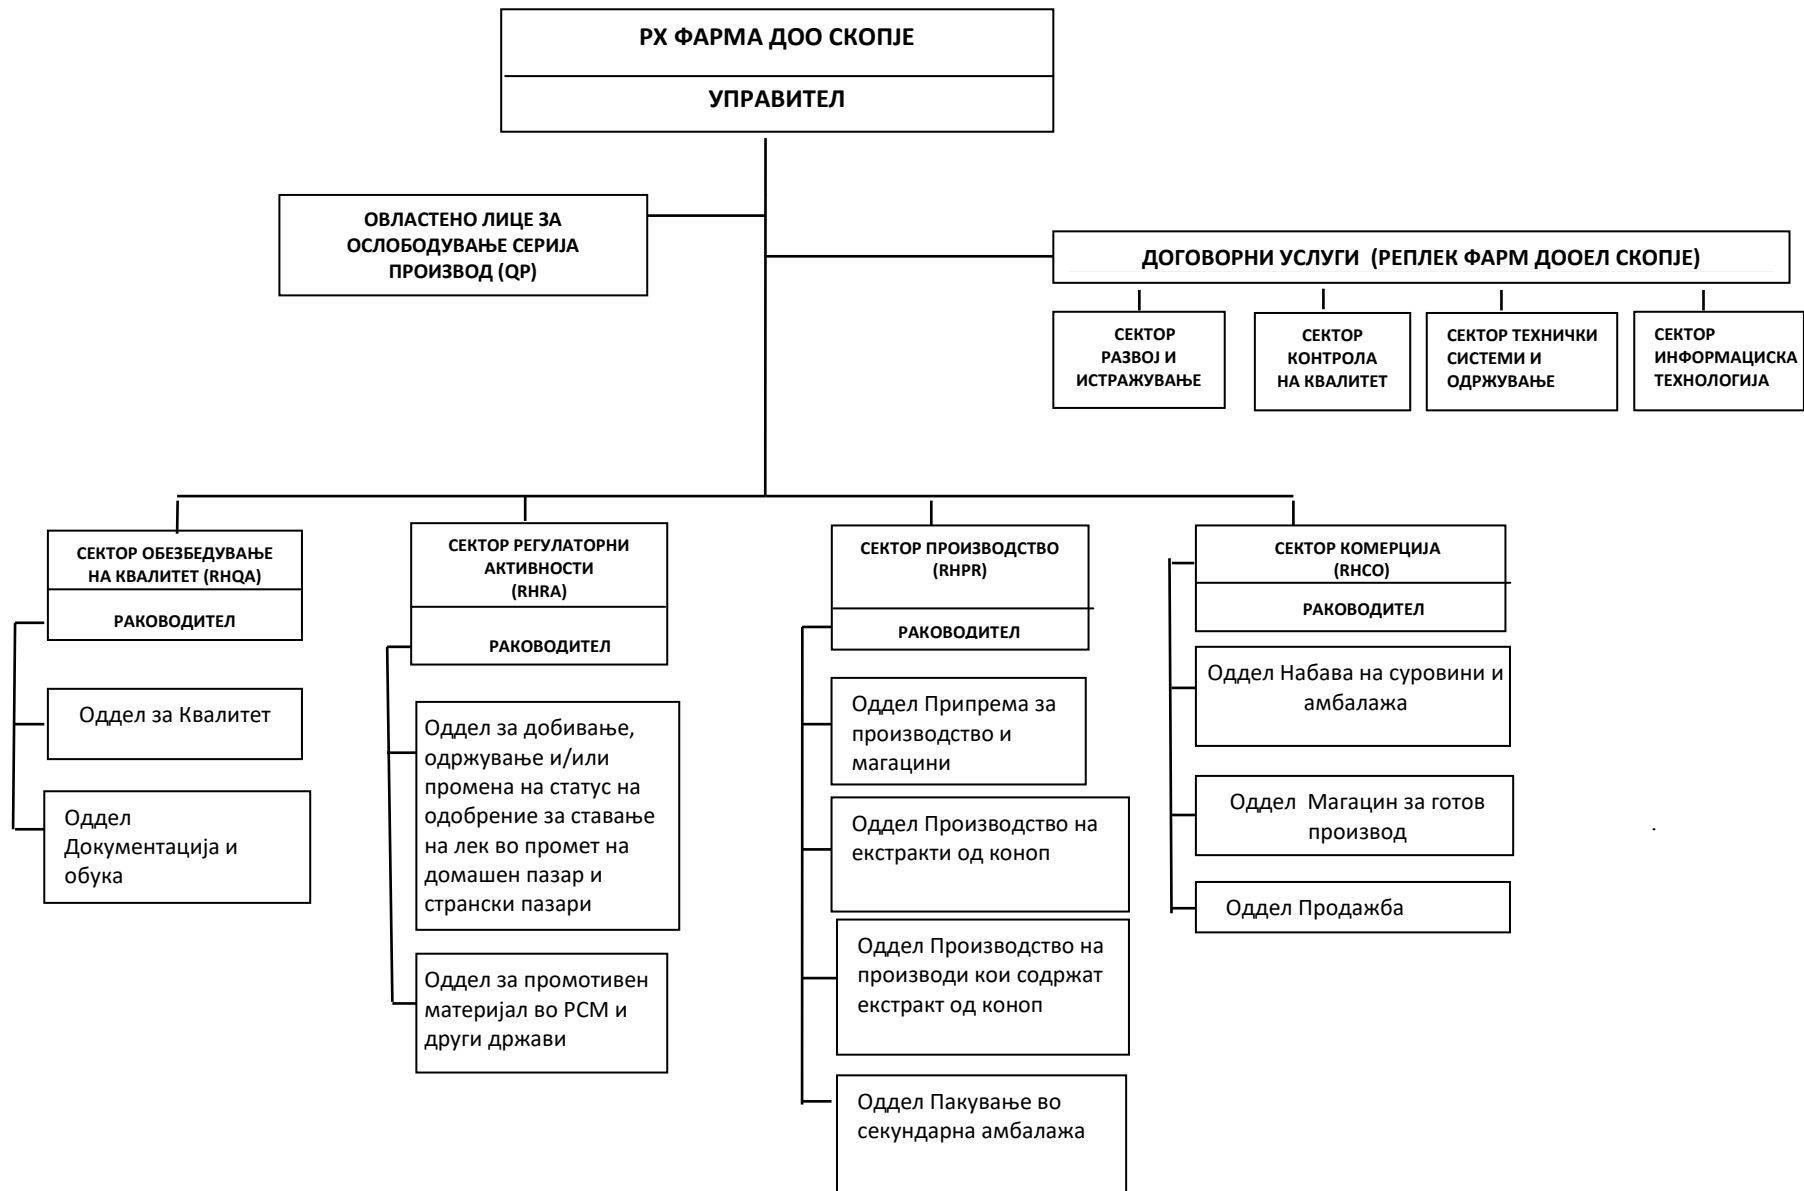 РХ ФАРМА ДОО СКОПЈЕ
УПРАВИТЕЛ
ОВЛАСТЕНО ЛИЦЕ ЗА
ОСЛОБОДУВАЊЕ СЕРИЈА
ПРОИЗВОД (QP)
ДОГОВОРНИ УСЛУГИ (РЕПЛЕК ФАРМ ДООЕЛ СКОПЈЕ)
СЕКТОР
РАЗВОЈ И
ИСТРАЖУВАЊЕ
СЕКТОР
КОНТРОЛА
НА КВАЛИТЕТ
СЕКТОР ТЕХНИЧКИ
СИСТЕМИ И
ОДРЖУВАЊЕ
СЕКТОР
ИНФОРМАЦИСКА
ТЕХНОЛОГИЈА
СЕКТОР ОБЕЗБЕДУВАЊЕ
НА КВАЛИТЕТ (RHQA)
РАКОВОДИТЕЛ
Оддел за Квалитет
Оддел
Документација и
обука
СЕКТОР РЕГУЛАТОРНИ
АКТИВНОСТИ
(RHRA)
РАКОВОДИТЕЛ
Оддел за добивање,
одржување и/или
промена на статус на
одобрение за ставање
на лек во промет на
домашен пазар и
странски пазари
Оддел за промотивен
материјал во РСМ и
други држави
СЕКТОР ПРОИЗВОДСТВО
(RHPR)
РАКОВОДИТЕЛ
Оддел Припрема за
производство и
магацини
Оддел Производство на
екстракти од коноп
Оддел Производство на
производи кои содржат
екстракт од коноп
Оддел Пакување во
секундарна амбалажа
СЕКТОР КОМЕРЦИЈА
(RHCO)
РАКОВОДИТЕЛ
Оддел Набава на суровини и
амбалажа
Оддел Магацин за готов
производ
Оддел Продажба
.